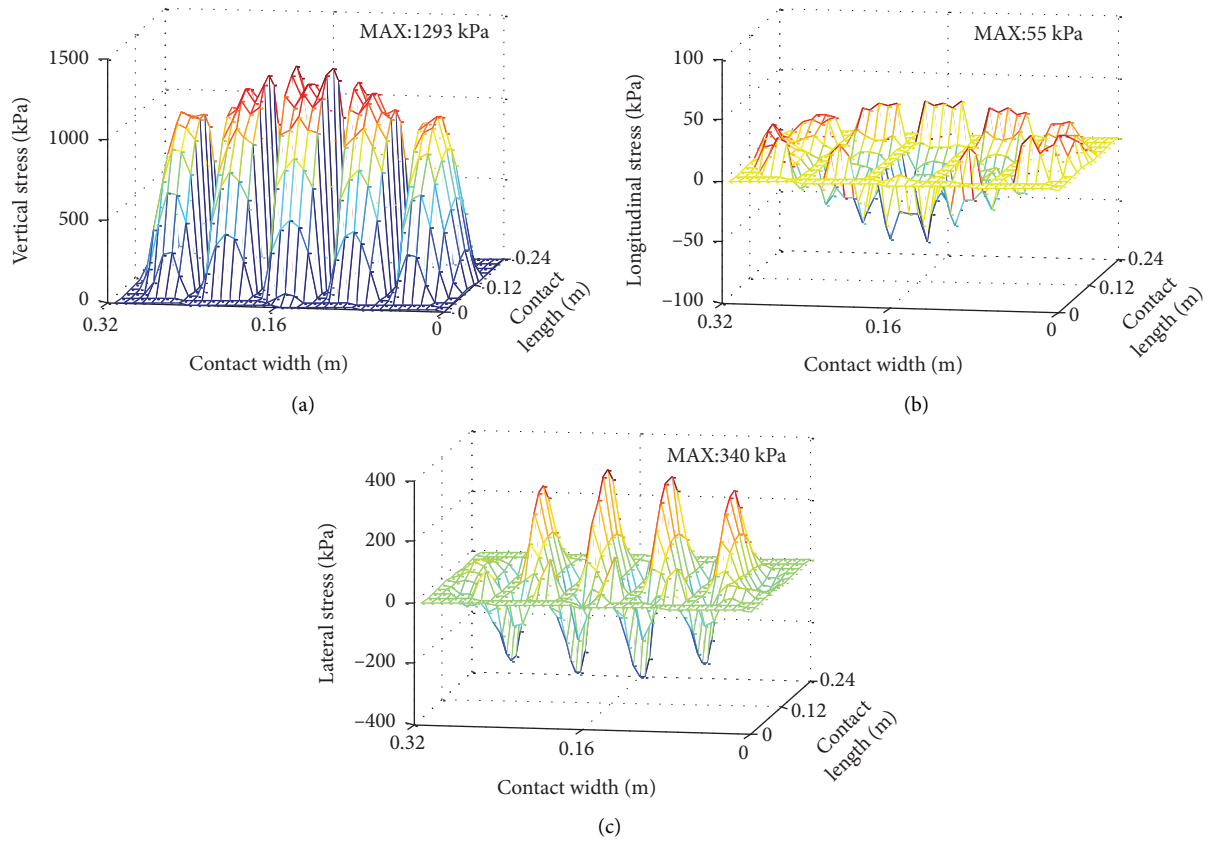 MAX:1293 kPa
1500
1000
500
0
Vertical stress (kPa)
0.32
0.16
0
Contact width (m)
0
0.12
0.24
Contact
length (m)
(a)
MAX:55 kPa
100
50
0
−50
−100
Longitudinal stress (kPa)
0.32
0.16
0
Contact width (m)
0
0.12
0.24
Contact
length (m)
(b)
MAX:340 kPa
400
200
0
−200
−400
Lateral stress (kPa)
0.32
0.16
0
Contact width (m)
0
0.12
0.24
Contact
length (m)
(c)